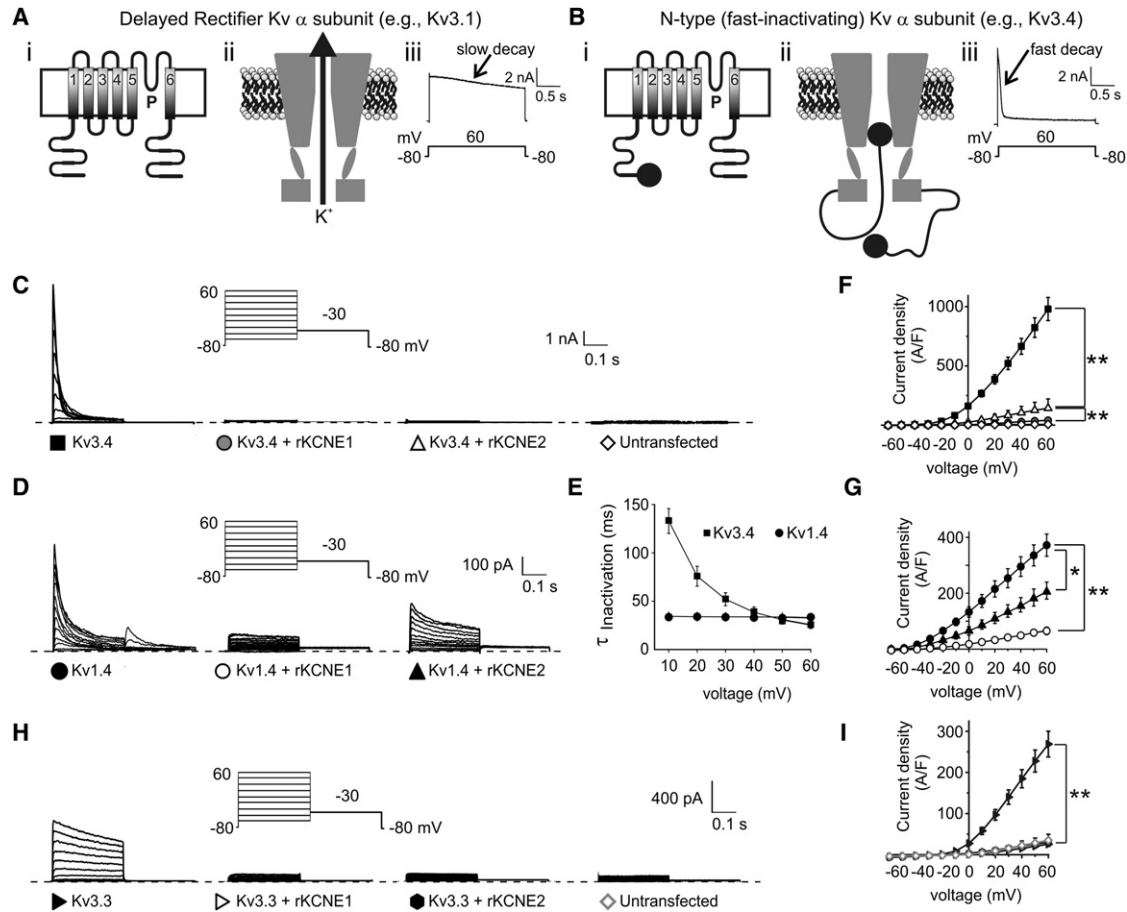 A Delayed Rectifier Kv α subunit (e.g., Kv3.1)
i
1 2 3 4 5 6
P
ii
K+
iii
slow decay
2 nA
0.5 s
mV
60
-80 -80
B N-type (fast-inactivating) Kv α subunit (e.g., Kv3.4)
i
1 2 3 4 5 6
P
ii
iii
fast decay
2 nA
0.5 s
mV
60
-80 -80
C
60
-30
-80 -80 mV
1 nA
0.1 s
Kv3.4
Kv3.4 + rKCNE1
Kv3.4 + rKCNE2
Untransfected
F
Current density
(A/F)
1000
500
-60 -40 -20 0 20 40 60
voltage (mV)
**
**
D
60
-30
-80 -80 mV
100 pA
0.1 s
Kv1.4
Kv1.4 + rKCNE1
Kv1.4 + rKCNE2
E
τ Inactivation (ms)
150
100
50
0
10 20 30 40 50 60
voltage (mV)
Kv3.4
Kv1.4
G
Current density
(A/F)
400
200
-60 -40 -20 0 20 40 60
voltage (mV)
*
**
H
60
-30
-80 -80 mV
400 pA
0.1 s
Kv3.3
Kv3.3 + rKCNE1
Kv3.3 + rKCNE2
Untransfected
I
Current density
(A/F)
300
200
100
50
-60 -40 -20 0 20 40 60
voltage (mV)
**